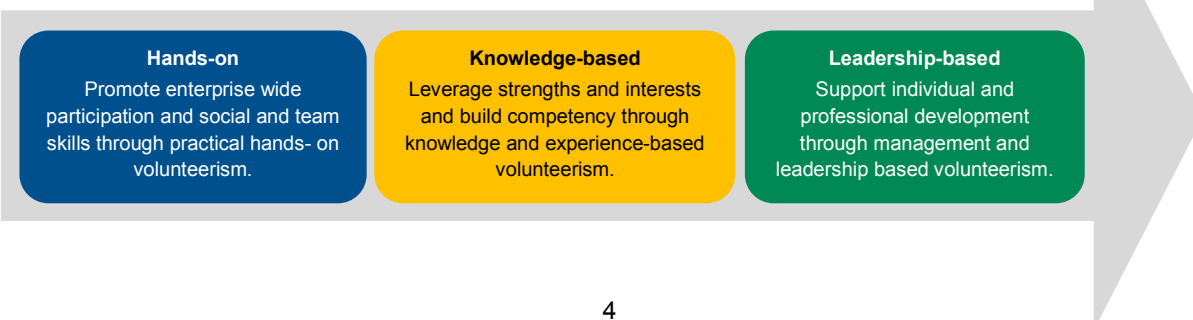 Hands-on
Promote enterprise wide
participation and social and team
skills through practical hands- on
volunteerism.
Knowledge-based
Leverage strengths and interests
and build competency through
knowledge and experience-based
volunteerism.
Leadership-based
Support individual and
professional development
through management and
leadership based volunteerism.
4